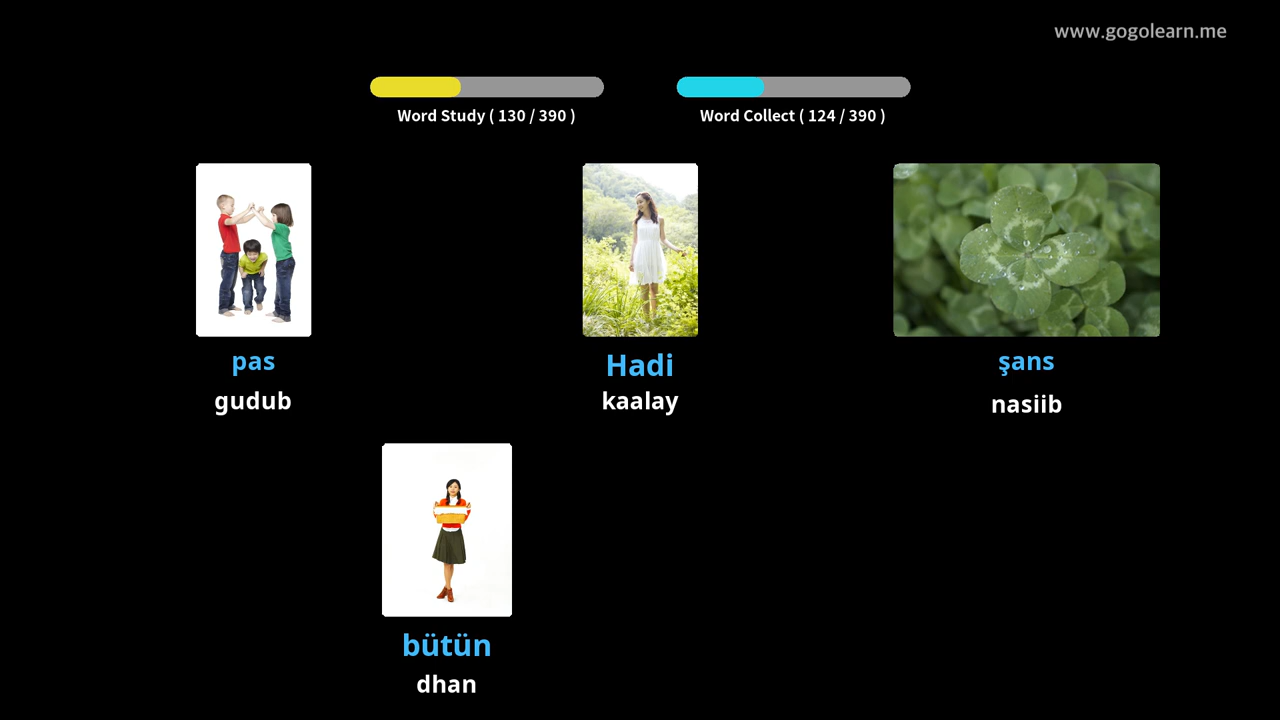 www.gogolearn.me
Word Study ( 130 / 390 )
Word Collect ( 124 / 390 )
pas
gudub
Hadi
kaalay
şans
nasiib
bütün
dhan